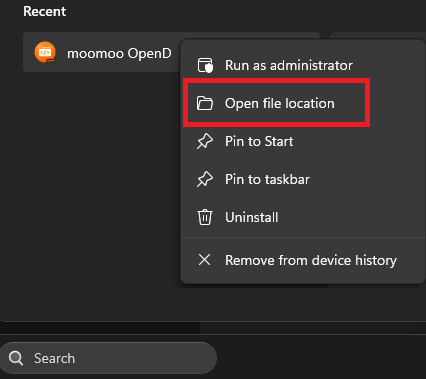 Recent
moomoo OpenD
Run as administrator
Open file location
Pin to Start
Pin to taskbar
Uninstall
Remove from device history
Search